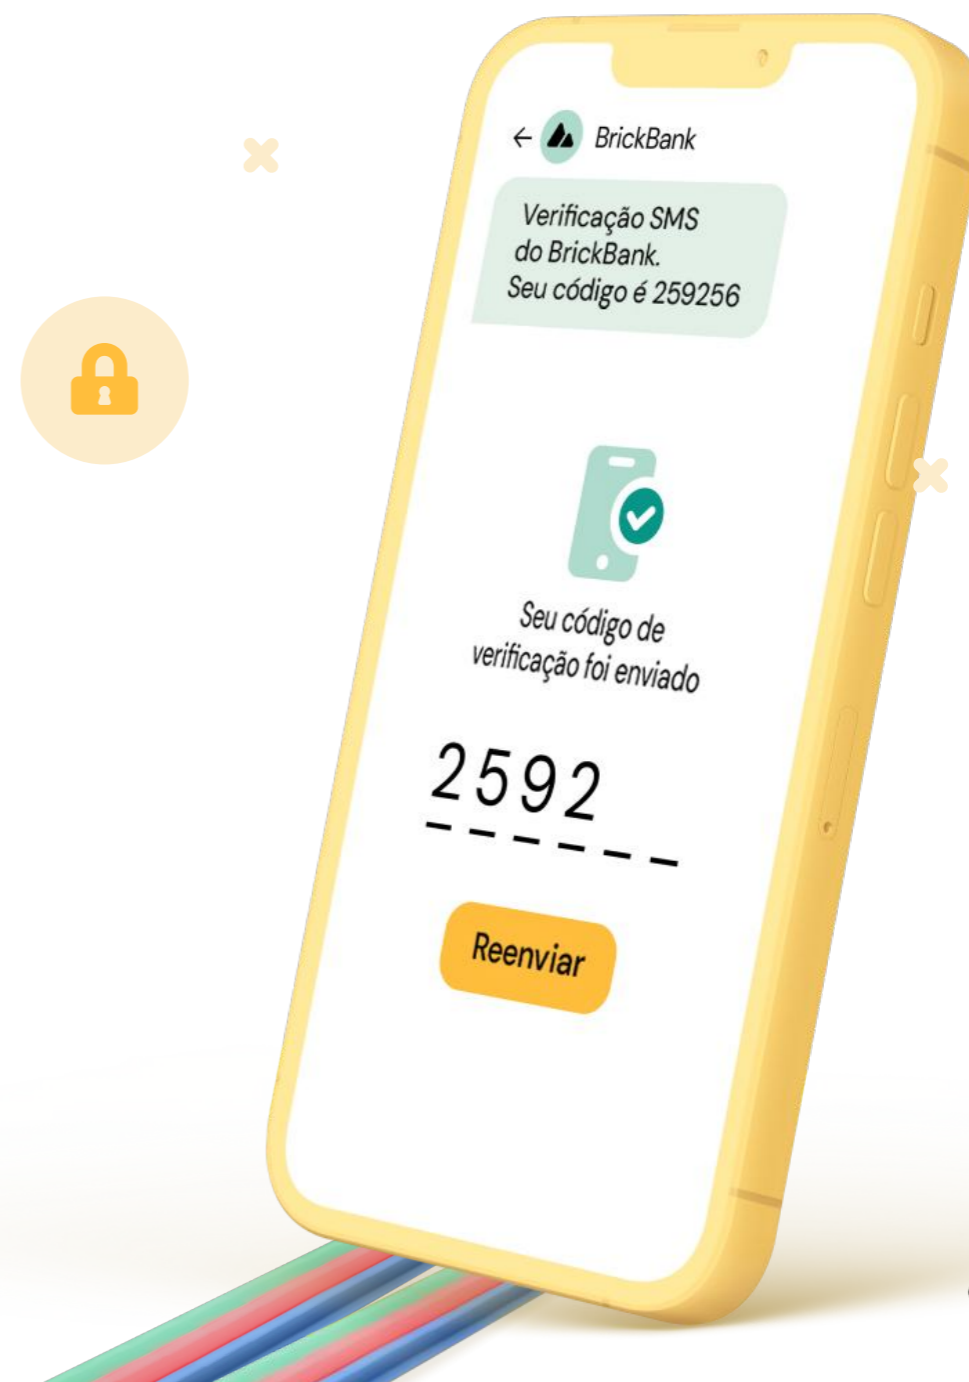 BrickBank
Verificação SMS
do BrickBank.
Seu código é 259256
Seu código de
verificação foi enviado
2592
Reenviar